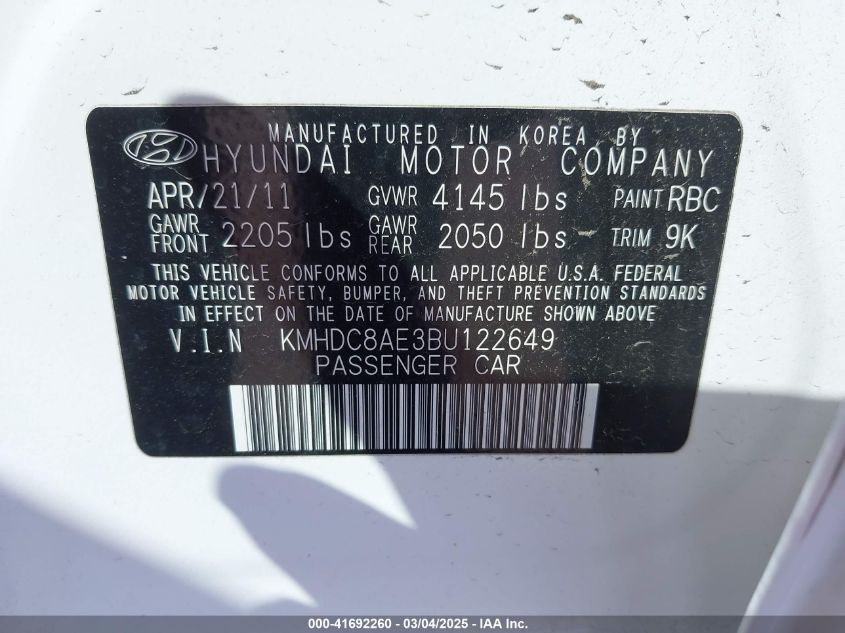 MANUFACTURED IN KOREA BY
HYUNDAI MOTOR COMPANY
APR/21/11 GVWR 4145 lbs PAINT RBC
GAWR FRONT 2205 lbs GAWR REAR 2050 lbs TRIM 9K
THIS VEHICLE CONFORMS TO ALL APPLICABLE U.S.A. FEDERAL
MOTOR VEHICLE SAFETY, BUMPER, AND THEFT PREVENTION STANDARDS
IN EFFECT ON THE DATE OF MANUFACTURE SHOWN ABOVE
V.I.N KMHDC8AE3BU122649
PASSENGER CAR
000-41692260 - 03/04/2025 - IAA Inc.